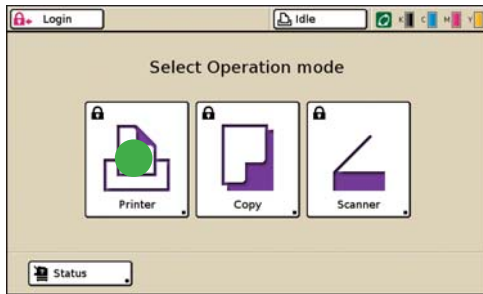 Login
Idle
K C M Y
Select Operation mode
Printer
Copy
Scanner
Status